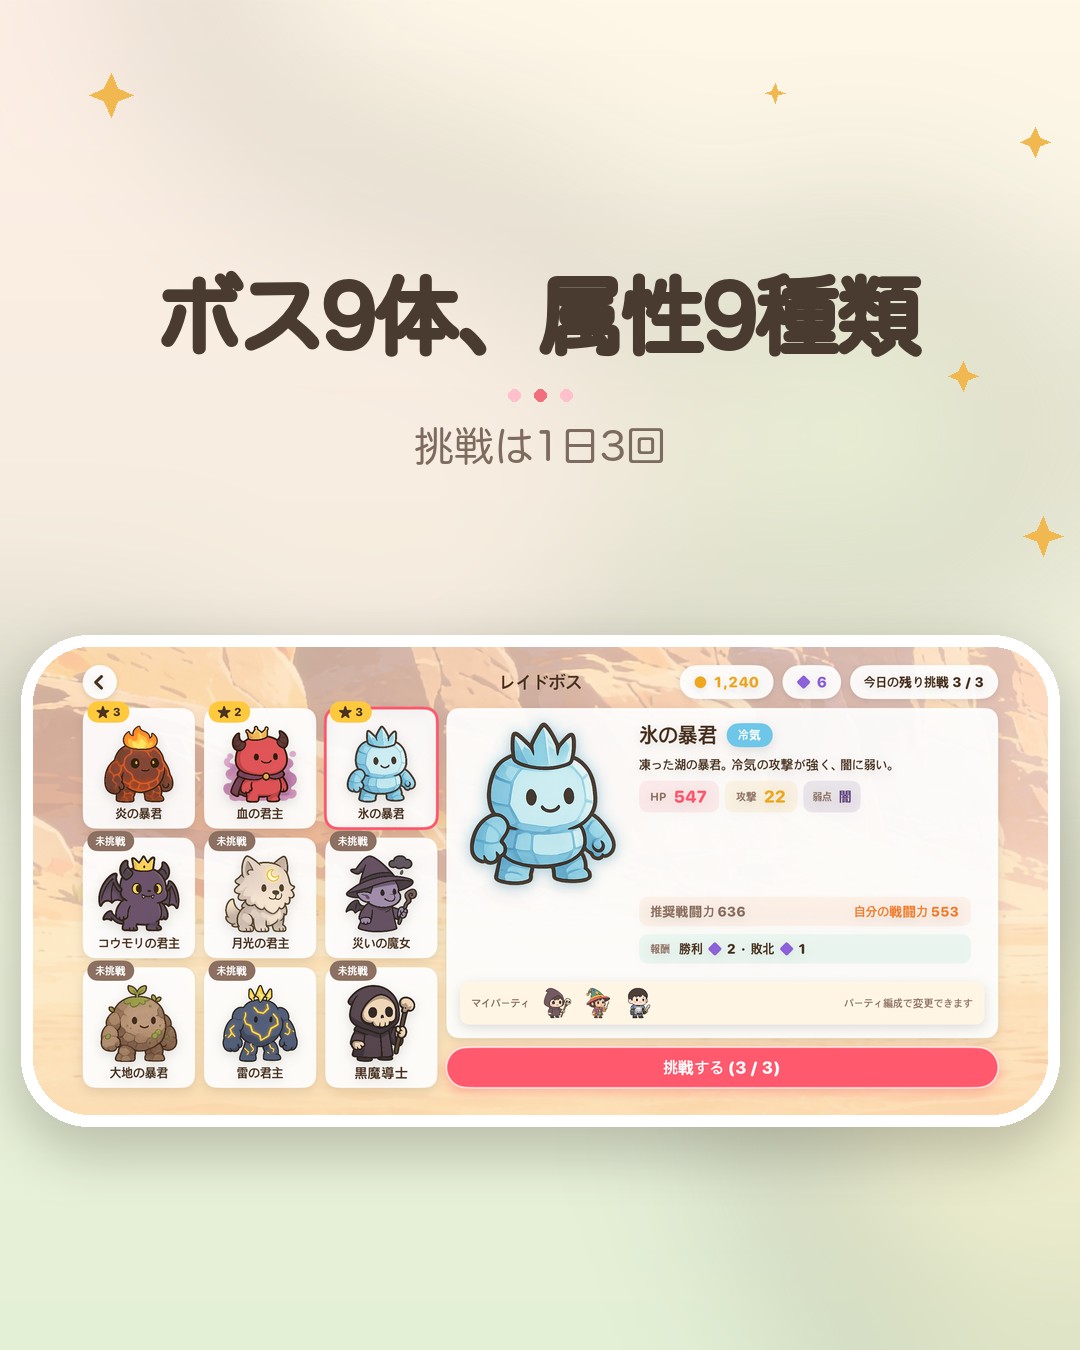 ボス9体、属性9種類
挑戦は1日3回
レイドボス
1,240
6
今日の残り挑戦 3 / 3
3
炎の暴君
2
血の君主
3
氷の暴君
未挑戦
コウモリの君主
未挑戦
月光の君主
未挑戦
災いの魔女
未挑戦
大地の暴君
未挑戦
雷の君主
未挑戦
黒魔導士
氷の暴君 冷気
凍った湖の暴君。冷気の攻撃が強く、闇に弱い。
HP 547 攻撃 22 弱点 闇
推奨戦闘力 636 自分の戦闘力 553
報酬 勝利 2 · 敗北 1
マイパーティ パーティ編成で変更できます
挑戦する (3 / 3)